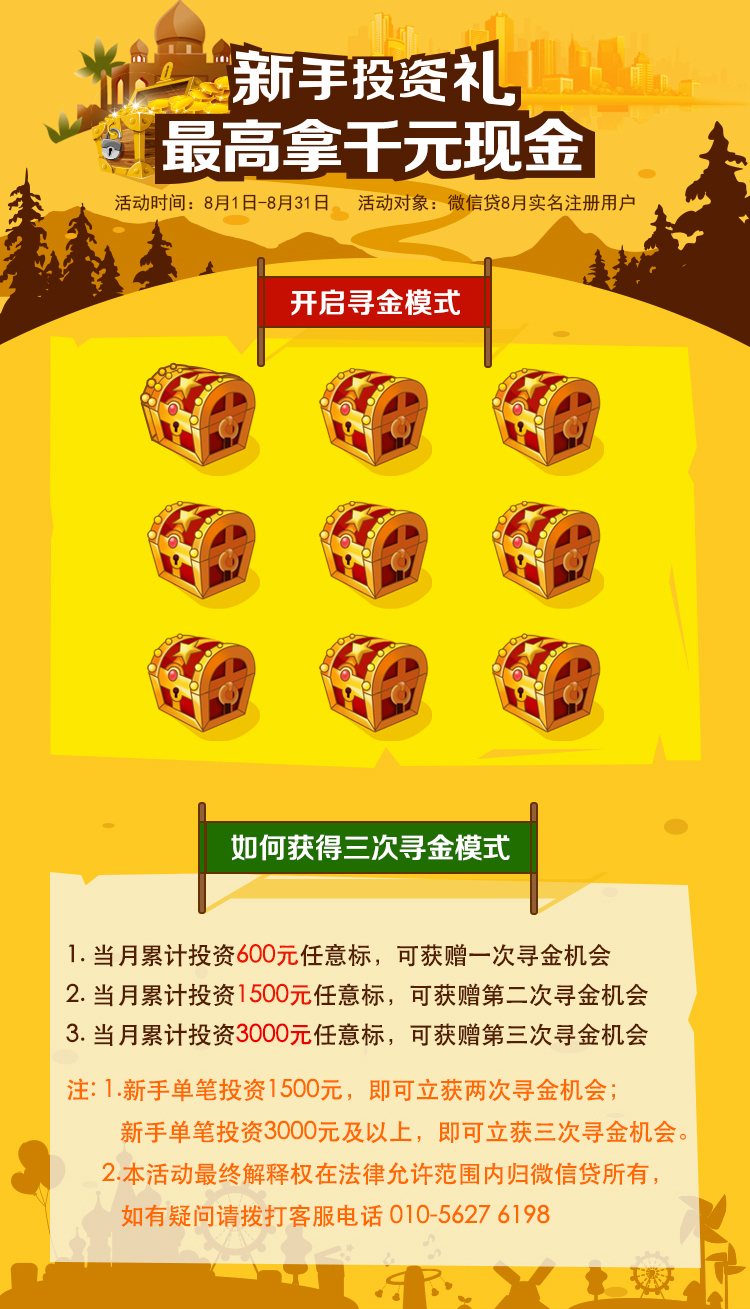 新手投资礼
最高拿千元现金
活动时间：8月1日-8月31日 活动对象：微信贷8月实名注册用户
开启寻金模式
如何获得三次寻金模式
1. 当月累计投资600元任意标，可获赠一次寻金机会
2. 当月累计投资1500元任意标，可获赠第二次寻金机会
3. 当月累计投资3000元任意标，可获赠第三次寻金机会
注：1.新手单笔投资1500元，即可立获两次寻金机会；
新手单笔投资3000元及以上，即可立获三次寻金机会。
2.本活动最终解释权在法律允许范围内归微信贷所有，
如有疑问请拨打客服电话 010-5627 6198